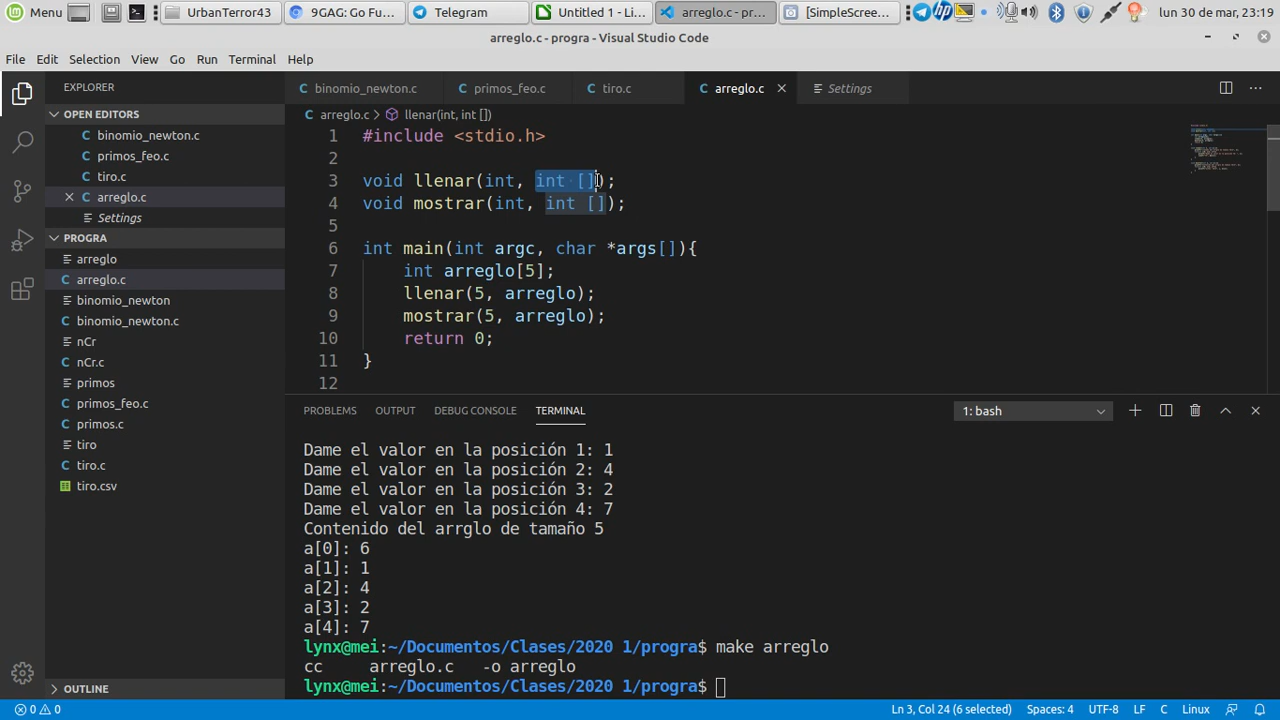 Menu
UrbanTerror43
9GAG: Go Fu...
Telegram
Untitled 1 - Li...
arreglo.c - pr...
[SimpleScree...
lun 30 de mar, 23:19
arreglo.c - progra - Visual Studio Code
File Edit Selection View Go Run Terminal Help
EXPLORER
OPEN EDITORS
binomio_newton.c
primos_feo.c
tiro.c
arreglo.c
Settings
PROGRA
arreglo
arreglo.c
binomio_newton
binomio_newton.c
nCr
nCr.c
primos
primos_feo.c
primos.c
tiro
tiro.c
tiro.csv
OUTLINE
binomio_newton.c primos_feo.c tiro.c arreglo.c Settings
arreglo.c > llenar(int, int [])
1 #include <stdio.h>
2
3 void llenar(int, int []);
4 void mostrar(int, int []);
5
6 int main(int argc, char *args[]){
7 int arreglo[5];
8 llenar(5, arreglo);
9 mostrar(5, arreglo);
10 return 0;
11 }
12
PROBLEMS OUTPUT DEBUG CONSOLE TERMINAL 1: bash
Dame el valor en la posición 1: 1
Dame el valor en la posición 2: 4
Dame el valor en la posición 3: 2
Dame el valor en la posición 4: 7
Contenido del arrglo de tamaño 5
a[0]: 6
a[1]: 1
a[2]: 4
a[3]: 2
a[4]: 7
lynx@mei:~/Documentos/Clases/2020 1/progra$ make arreglo
cc arreglo.c -o arreglo
lynx@mei:~/Documentos/Clases/2020 1/progra$
0 0 Ln 3, Col 24 (6 selected) Spaces: 4 UTF-8 LF C Linux